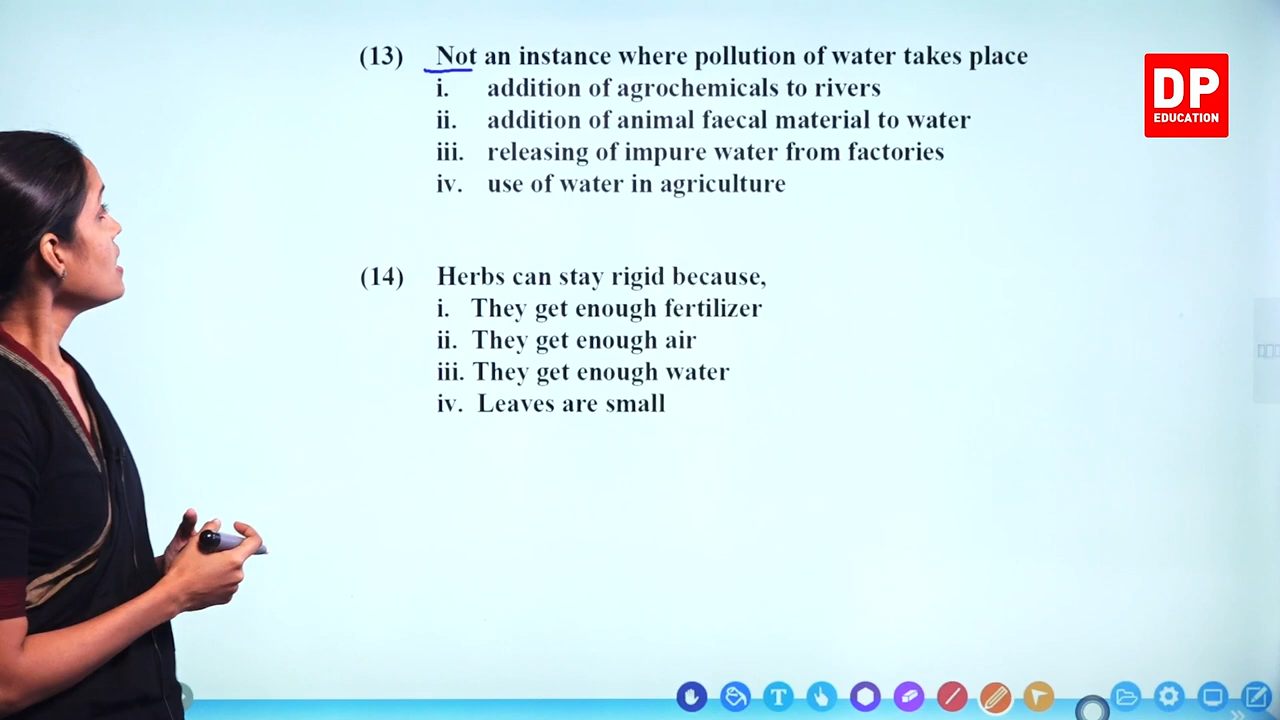 (13) Not an instance where pollution of water takes place
i. addition of agrochemicals to rivers
ii. addition of animal faecal material to water
iii. releasing of impure water from factories
iv. use of water in agriculture
(14) Herbs can stay rigid because,
i. They get enough fertilizer
ii. They get enough air
iii. They get enough water
iv. Leaves are small
DP
EDUCATION
T